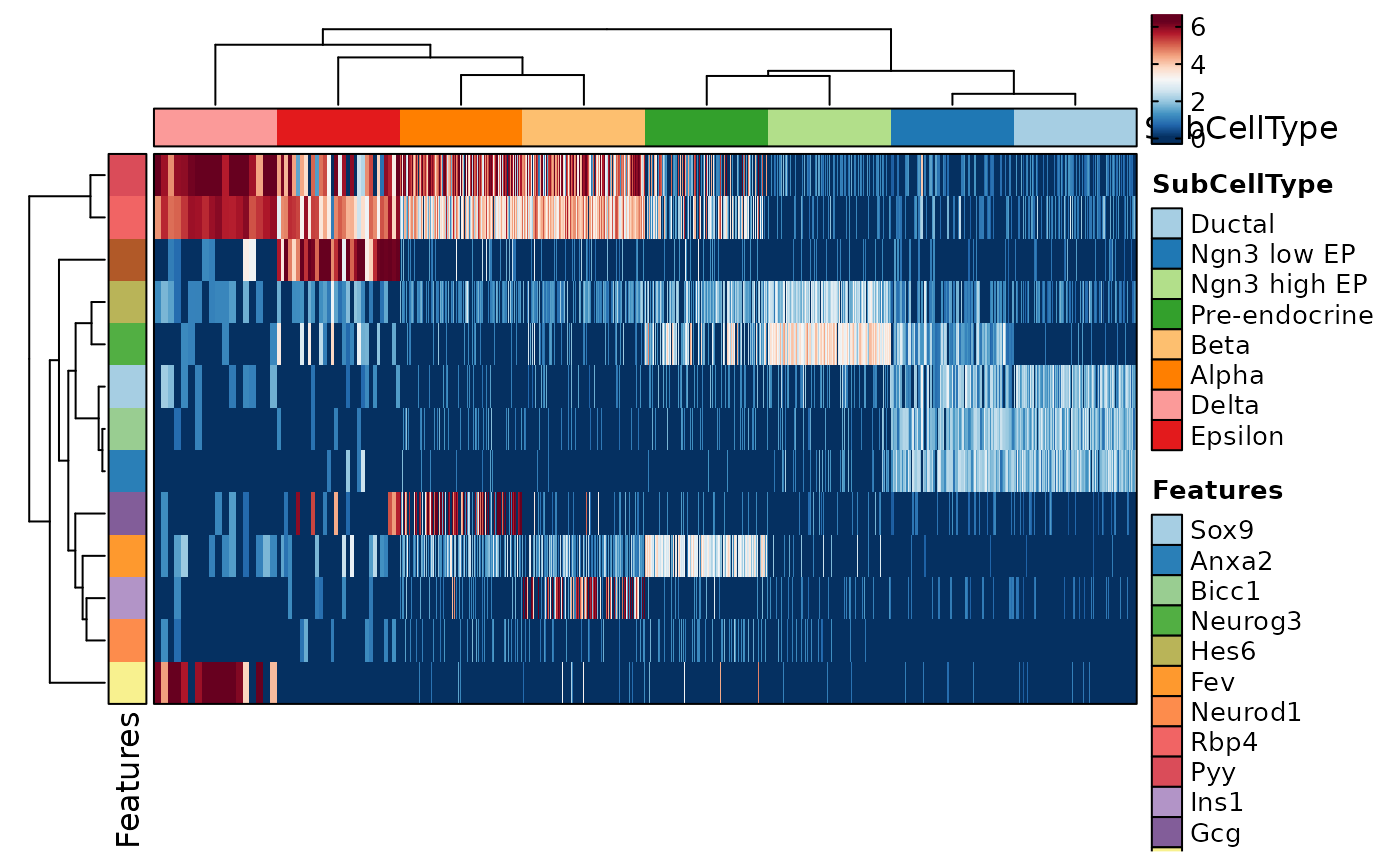 6
4
2
0
SubCellType
SubCellType
Ductal
Ngn3 low EP
Ngn3 high EP
Pre-endocrine
Beta
Alpha
Delta
Epsilon
Features
Sox9
Anxa2
Bicc1
Neurog3
Hes6
Fev
Neurod1
Rbp4
Pyy
Ins1
Gcg
Features